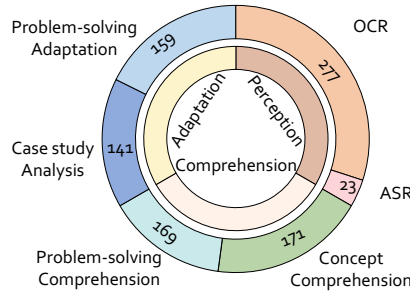 Problem-solving
Adaptation
159
OCR
277
Adaptation
Perception
Comprehension
Case study
Analysis
141
23
ASR
169
171
Problem-solving
Comprehension
Concept
Comprehension